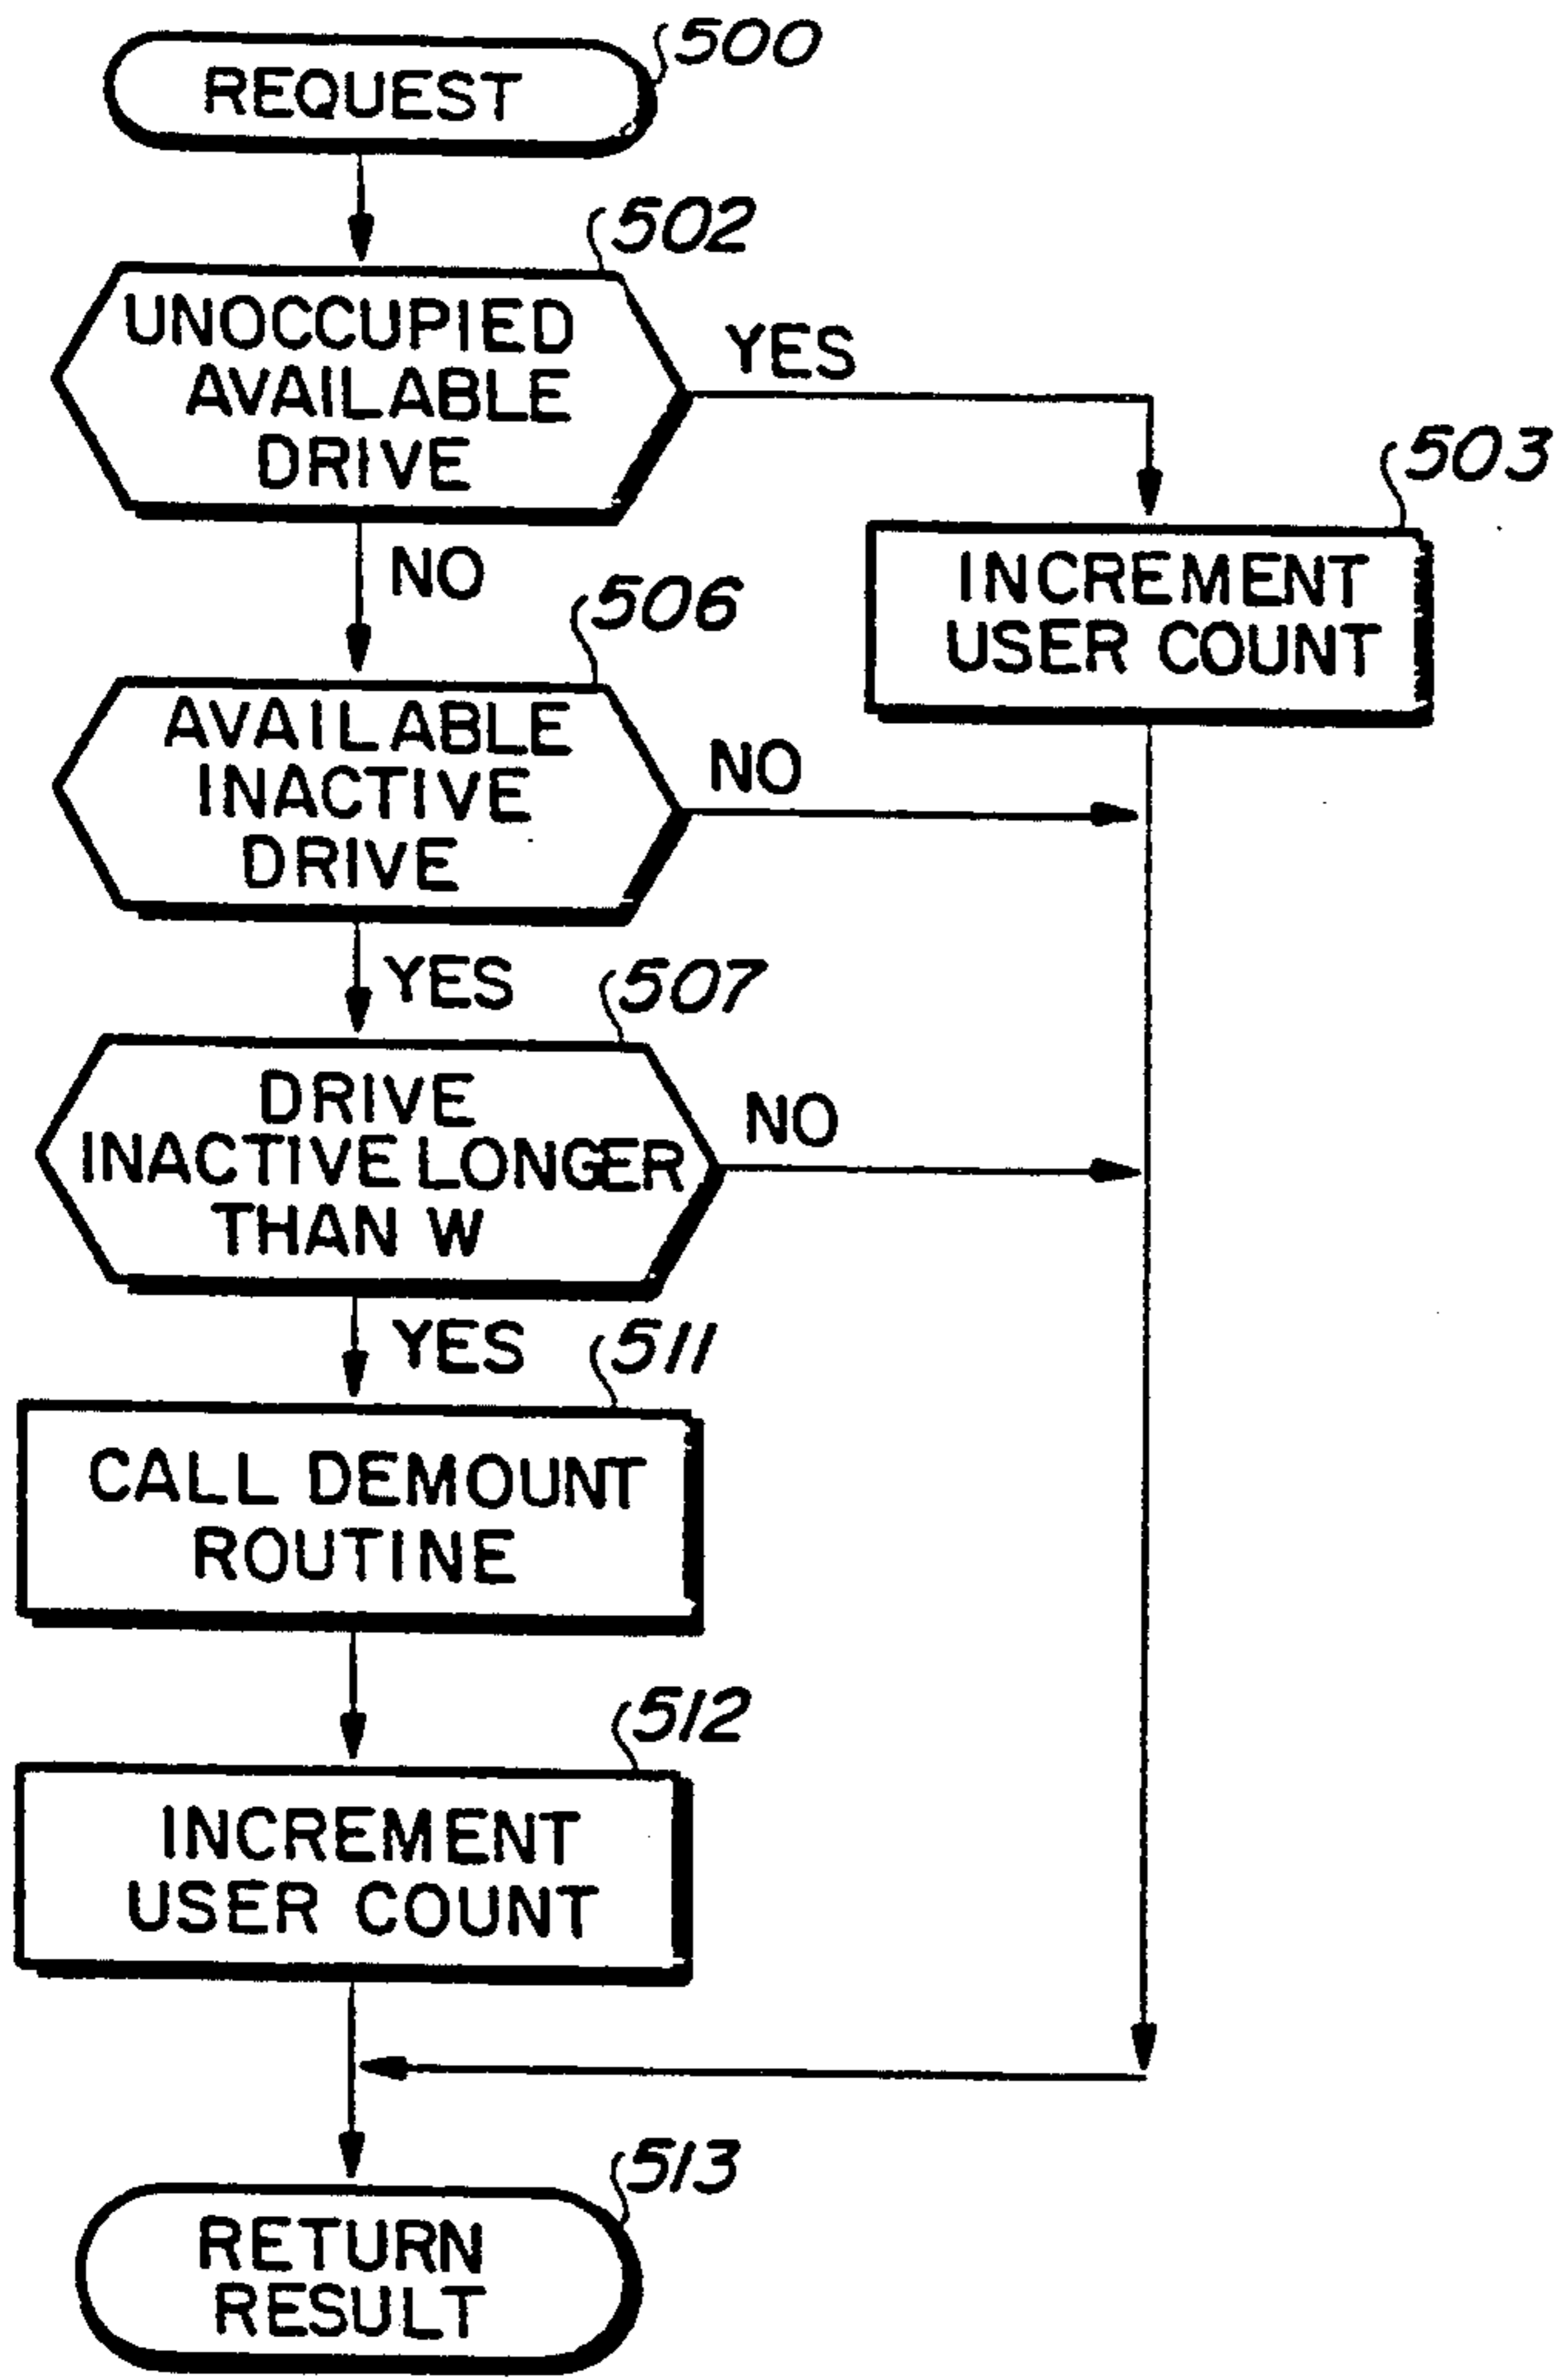 500
REQUEST
502
UNOCCUPIED
AVAILABLE
DRIVE
YES
503
INCREMENT
USER COUNT
NO
506
AVAILABLE
INACTIVE
DRIVE
NO
YES
507
DRIVE
INACTIVE LONGER
THAN W
NO
YES
511
CALL DEMOUNT
ROUTINE
512
INCREMENT
USER COUNT
513
RETURN
RESULT